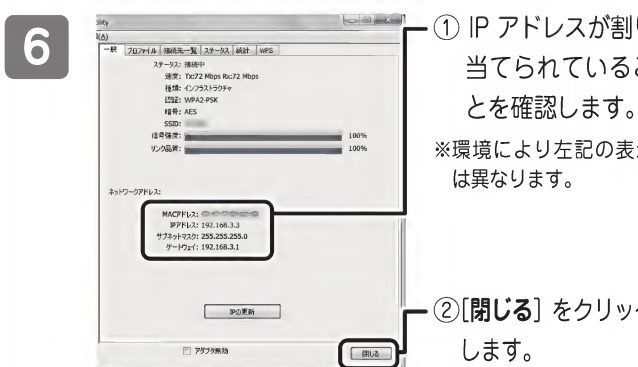 6
ility
(A)
一般 プロファイル 接続先一覧 ステータス 統計 WPS
ステータス: 接続中
速度: Tx:72 Mbps Rx:72 Mbps
種類: インフラストラクチャ
認証: WPA2-PSK
暗号: AES
SSID:
信号強度: 100%
リンク品質: 100%
ネットワークアドレス:
MACアドレス:
IPアドレス: 192.168.3.3
サブネットマスク: 255.255.255.0
ゲートウェイ: 192.168.3.1
IPの更新
アダプタ無効
閉じる
① IP アドレスが割り
当てられているこ
とを確認します。
※環境により左記の表示
は異なります。
②[閉じる] をクリック
します。